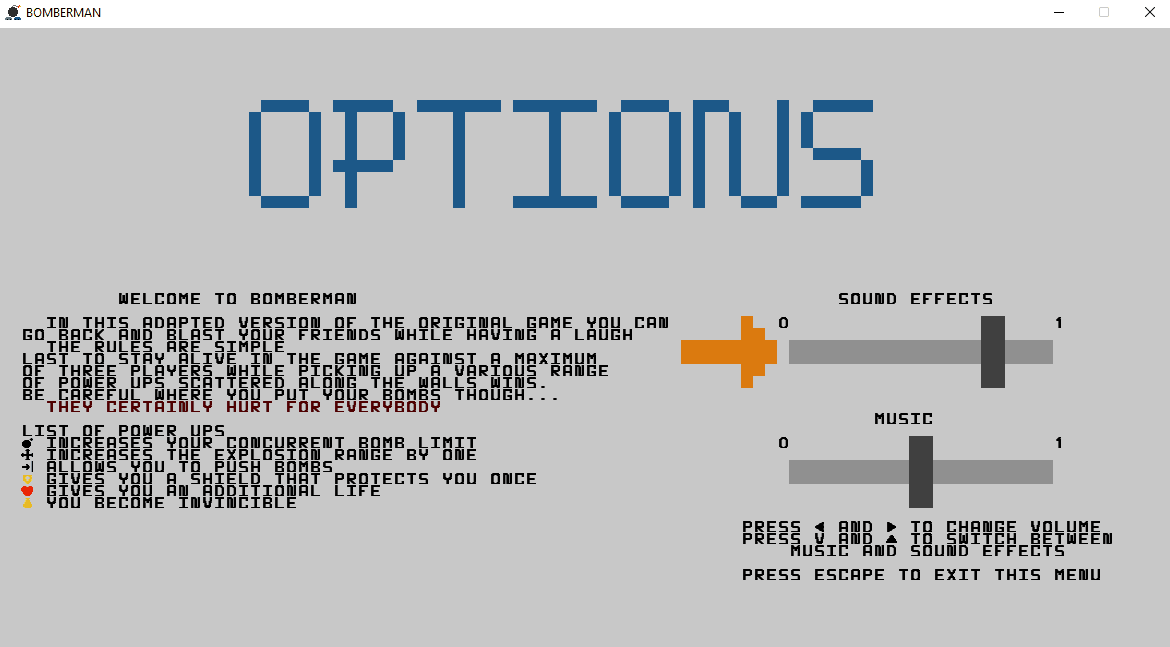 BOMBERMAN
OPTIONS
WELCOME TO BOMBERMAN
IN THIS ADAPTED VERSION OF THE ORIGINAL GAME YOU CAN
GO BACK AND BLAST YOUR FRIENDS WHILE HAVING A LAUGH
THE RULES ARE SIMPLE
LAST TO STAY ALIVE IN THE GAME AGAINST A MAXIMUM
OF THREE PLAYERS WHILE PICKING UP A VARIOUS RANGE
OF POWER UPS SCATTERED ALONG THE WALLS WINS.
BE CAREFUL WHERE YOU PUT YOUR BOMBS THOUGH...
THEY CERTAINLY HURT FOR EVERYBODY
LIST OF POWER UPS
INCREASES YOUR CONCURRENT BOMB LIMIT
INCREASES THE EXPLOSION RANGE BY ONE
ALLOWS YOU TO PUSH BOMBS
GIVES YOU A SHIELD THAT PROTECTS YOU ONCE
GIVES YOU AN ADDITIONAL LIFE
YOU BECOME INVINCIBLE
SOUND EFFECTS
0 1
MUSIC
0 1
PRESS ◄ AND ► TO CHANGE VOLUME
PRESS V AND ▲ TO SWITCH BETWEEN
MUSIC AND SOUND EFFECTS
PRESS ESCAPE TO EXIT THIS MENU